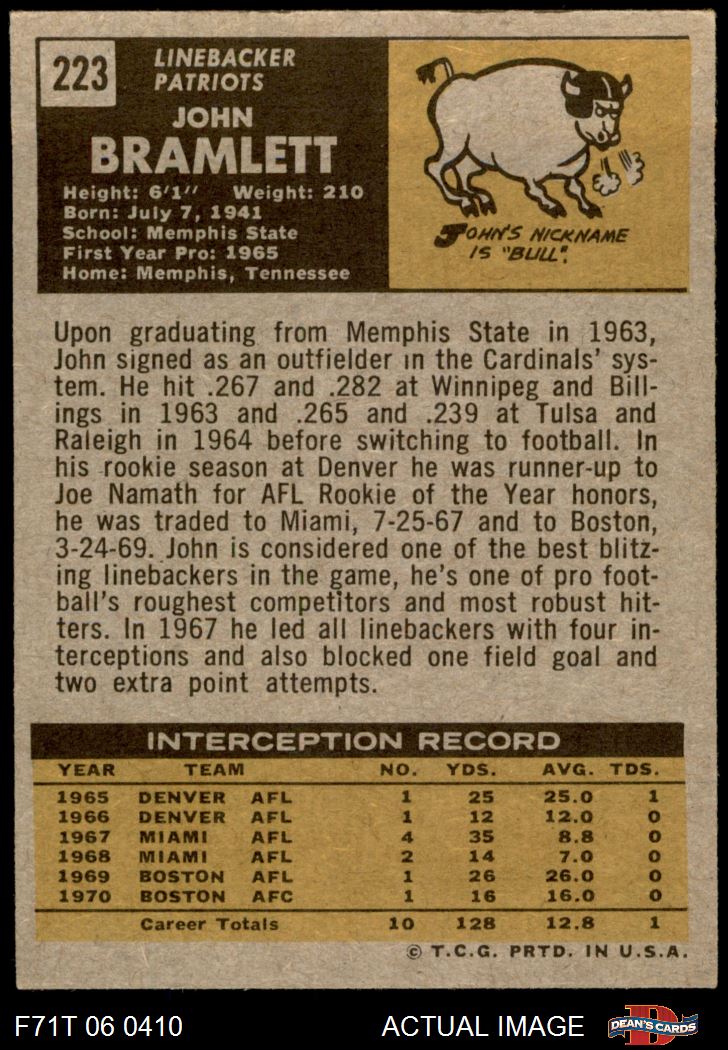 223
LINEBACKER
PATRIOTS
JOHN
BRAMLETT
Height: 6'1" Weight: 210
Born: July 7, 1941
School: Memphis State
First Year Pro: 1965
Home: Memphis, Tennessee
JOHN'S NICKNAME
IS "BULL".
Upon graduating from Memphis State in 1963,
John signed as an outfielder in the Cardinals' sys-
tem. He hit .267 and .282 at Winnipeg and Bill-
ings in 1963 and .265 and .239 at Tulsa and
Raleigh in 1964 before switching to football. In
his rookie season at Denver he was runner-up to
Joe Namath for AFL Rookie of the Year honors,
he was traded to Miami, 7-25-67 and to Boston,
3-24-69. John is considered one of the best blitz-
ing linebackers in the game, he's one of pro foot-
ball's roughest competitors and most robust hit-
ters. In 1967 he led all linebackers with four in-
terceptions and also blocked one field goal and
two extra point attempts.
INTERCEPTION RECORD
YEAR TEAM NO. YDS. AVG. TDS.
1965 DENVER AFL 1 25 25.0 1
1966 DENVER AFL 1 12 12.0 0
1967 MIAMI AFL 4 35 8.8 0
1968 MIAMI AFL 2 14 7.0 0
1969 BOSTON AFL 1 26 26.0 0
1970 BOSTON AFC 1 16 16.0 0
Career Totals 10 128 12.8 1
© T.C.G. PRTD. IN U.S.A.
F71T 06 0410 ACTUAL IMAGE D DEAN'S CARDS